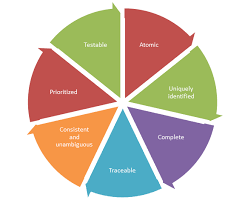 Testable
Atomic
Uniquely
identified
Complete
Traceable
Consistent
and
unambiguous
Prioritized